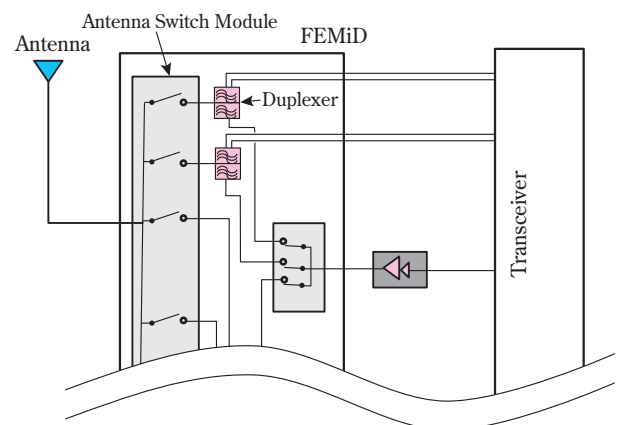 Antenna Switch Module
FEMiD
Antenna
Duplexer
Transceiver